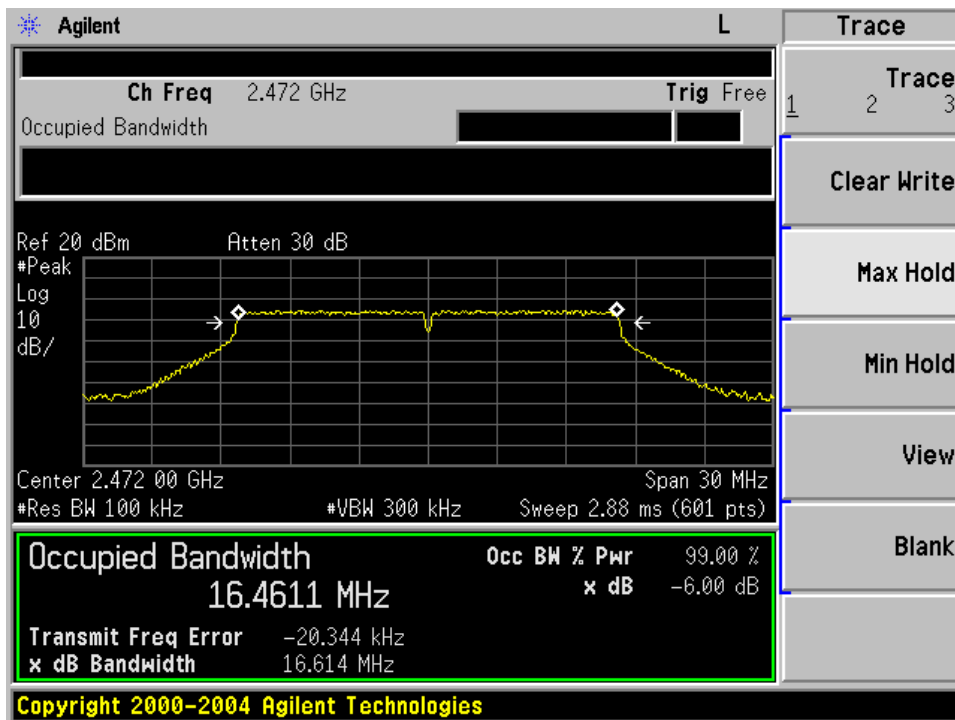 Agilent L Trace
Ch Freq 2.472 GHz Trig Free
Occupied Bandwidth
Trace
1 2 3
Clear Write
Max Hold
Min Hold
View
Blank
Ref 20 dBm Atten 30 dB
#Peak
Log
10
dB/
Center 2.472 00 GHz Span 30 MHz
#Res BW 100 kHz #VBW 300 kHz Sweep 2.88 ms (601 pts)
Occupied Bandwidth Occ BW % Pwr 99.00 %
16.4611 MHz x dB -6.00 dB
Transmit Freq Error -20.344 kHz
x dB Bandwidth 16.614 MHz
Copyright 2000-2004 Agilent Technologies